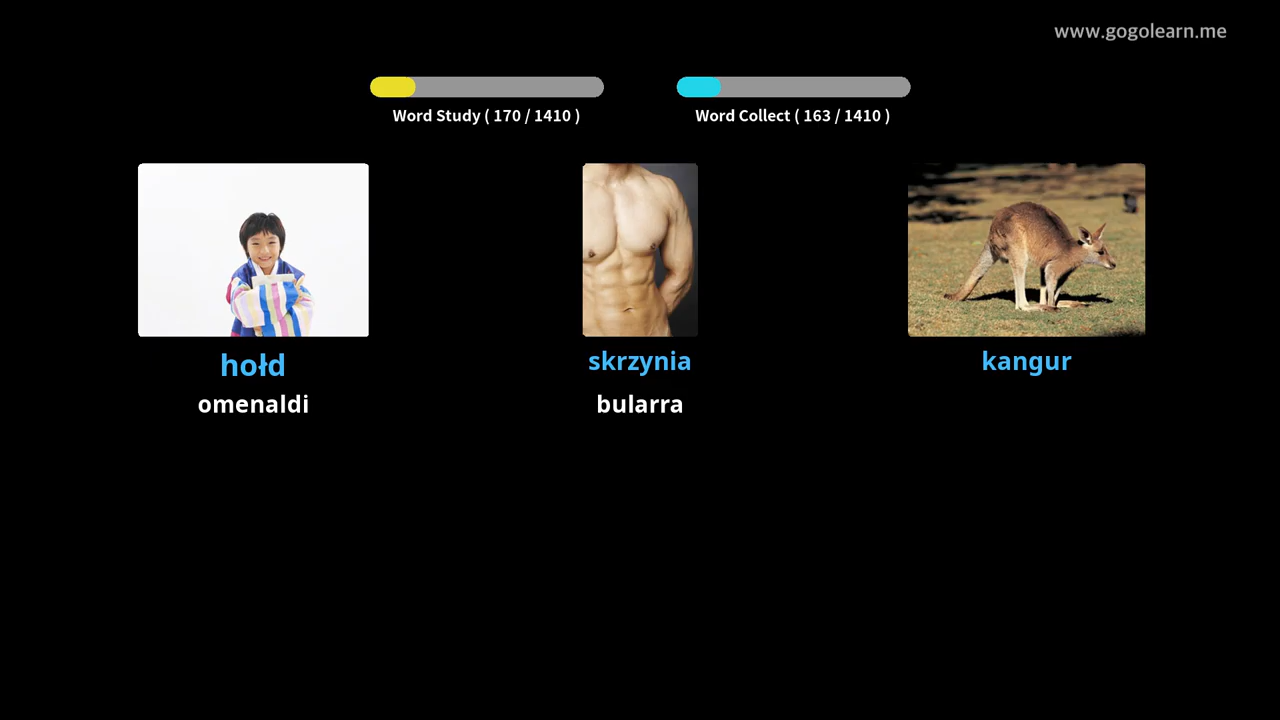 www.gogolearn.me
Word Study ( 170 / 1410 )
Word Collect ( 163 / 1410 )
hołd
skrzynia
kangur
omenaldi
bularra